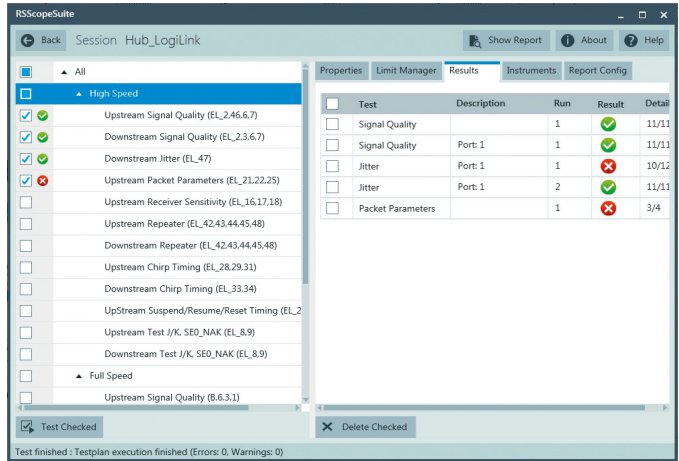 RSScopeSuite
Back Session Hub_LogiLink Show Report About Help
All
High Speed
Upstream Signal Quality (EL_2,46,6,7)
Downstream Signal Quality (EL_2,3,6,7)
Downstream Jitter (EL_47)
Upstream Packet Parameters (EL_21,22,25)
Upstream Receiver Sensitivity (EL_16,17,18)
Upstream Repeater (EL_42,43,44,45,48)
Downstream Repeater (EL_42,43,44,45,48)
Upstream Chirp Timing (EL_28,29,31)
Downstream Chirp Timing (EL_33,34)
UpStream Suspend/Resume/Reset Timing (EL_2
Upstream Test J/K, SE0_NAK (EL_8,9)
Downstream Test J/K, SE0_NAK (EL_8,9)
Full Speed
Upstream Signal Quality (B.6.3.1)
Test Checked
Properties Limit Manager Results Instruments Report Config
Test Description Run Result Detail
Signal Quality 1 11/11
Signal Quality Port: 1 1 11/11
Jitter Port: 1 1 10/12
Jitter Port: 1 2 11/11
Packet Parameters 1 3/4
Delete Checked
Test finished : Testplan execution finished (Errors: 0, Warnings: 0)